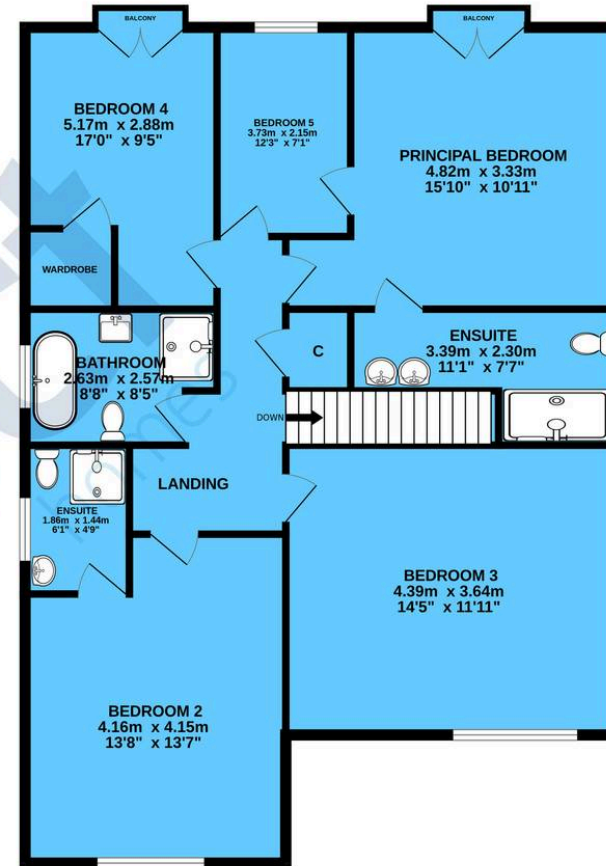 BALCONY
BALCONY
BEDROOM 4
5.17m x 2.88m
17'0" x 9'5"
BEDROOM 5
3.73m x 2.15m
12'3" x 7'1"
PRINCIPAL BEDROOM
4.82m x 3.33m
15'10" x 10'11"
WARDROBE
BATHROOM
2.63m x 2.57m
8'8" x 8'5"
C
ENSUITE
3.39m x 2.30m
11'1" x 7'7"
DOWN
LANDING
ENSUITE
1.86m x 1.44m
6'1" x 4'9"
BEDROOM 3
4.39m x 3.64m
14'5" x 11'11"
BEDROOM 2
4.16m x 4.15m
13'8" x 13'7"
homes